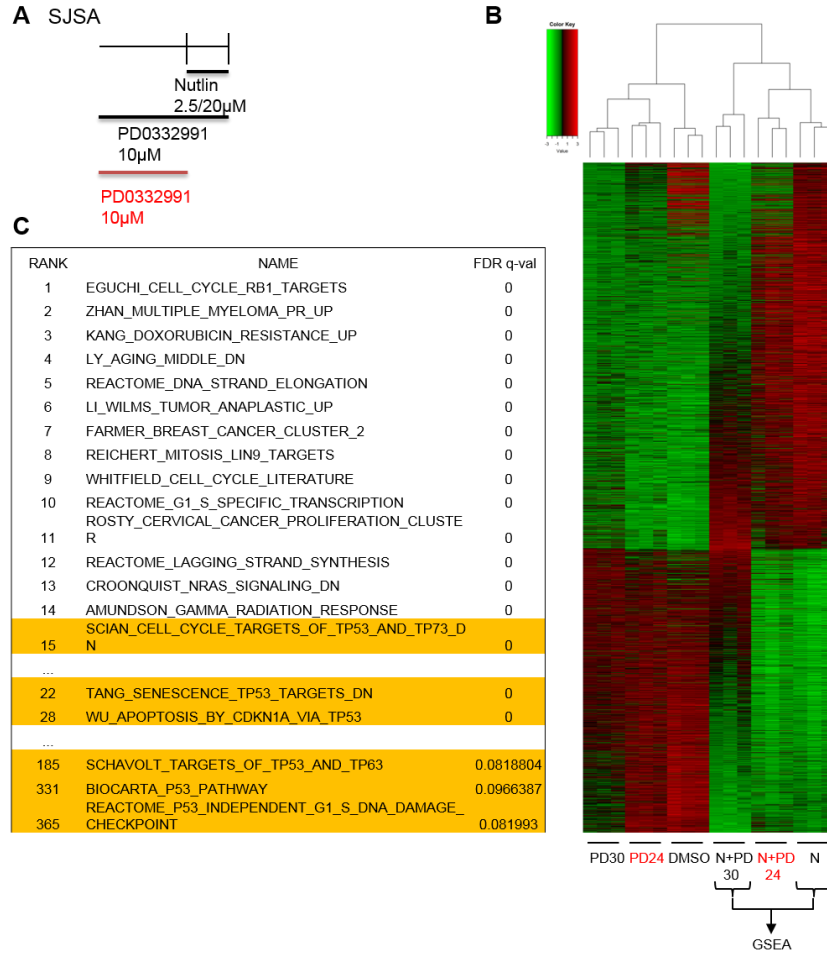 A SJSA
Nutlin
2.5/20µM
PD0332991
10µM
PD0332991
10µM
B
Color Key
-3 -1 1 3
Value
C
RANK NAME FDR q-val
1 EGUCHI_CELL_CYCLE_RB1_TARGETS 0
2 ZHAN_MULTIPLE_MYELOMA_PR_UP 0
3 KANG_DOXORUBICIN_RESISTANCE_UP 0
4 LY_AGING_MIDDLE_DN 0
5 REACTOME_DNA_STRAND_ELONGATION 0
6 LI_WILMS_TUMOR_ANAPLASTIC_UP 0
7 FARMER_BREAST_CANCER_CLUSTER_2 0
8 REICHERT_MITOSIS_LIN9_TARGETS 0
9 WHITFIELD_CELL_CYCLE_LITERATURE 0
10 REACTOME_G1_S_SPECIFIC_TRANSCRIPTION 0
ROSTY_CERVICAL_CANCER_PROLIFERATION_CLUSTE
11 R 0
12 REACTOME_LAGGING_STRAND_SYNTHESIS 0
13 CROONQUIST_NRAS_SIGNALING_DN 0
14 AMUNDSON_GAMMA_RADIATION_RESPONSE 0
SCIAN_CELL_CYCLE_TARGETS_OF_TP53_AND_TP73_D
15 N 0
...
22 TANG_SENESCENCE_TP53_TARGETS_DN 0
28 WU_APOPTOSIS_BY_CDKN1A_VIA_TP53 0
...
185 SCHAVOLT_TARGETS_OF_TP53_AND_TP63 0.0818804
331 BIOCARTA_P53_PATHWAY 0.0966387
REACTOME_P53_INDEPENDENT_G1_S_DNA_DAMAGE_
365 CHECKPOINT 0.081993
PD30 PD24 DMSO N+PD N+PD N
30 24
GSEA